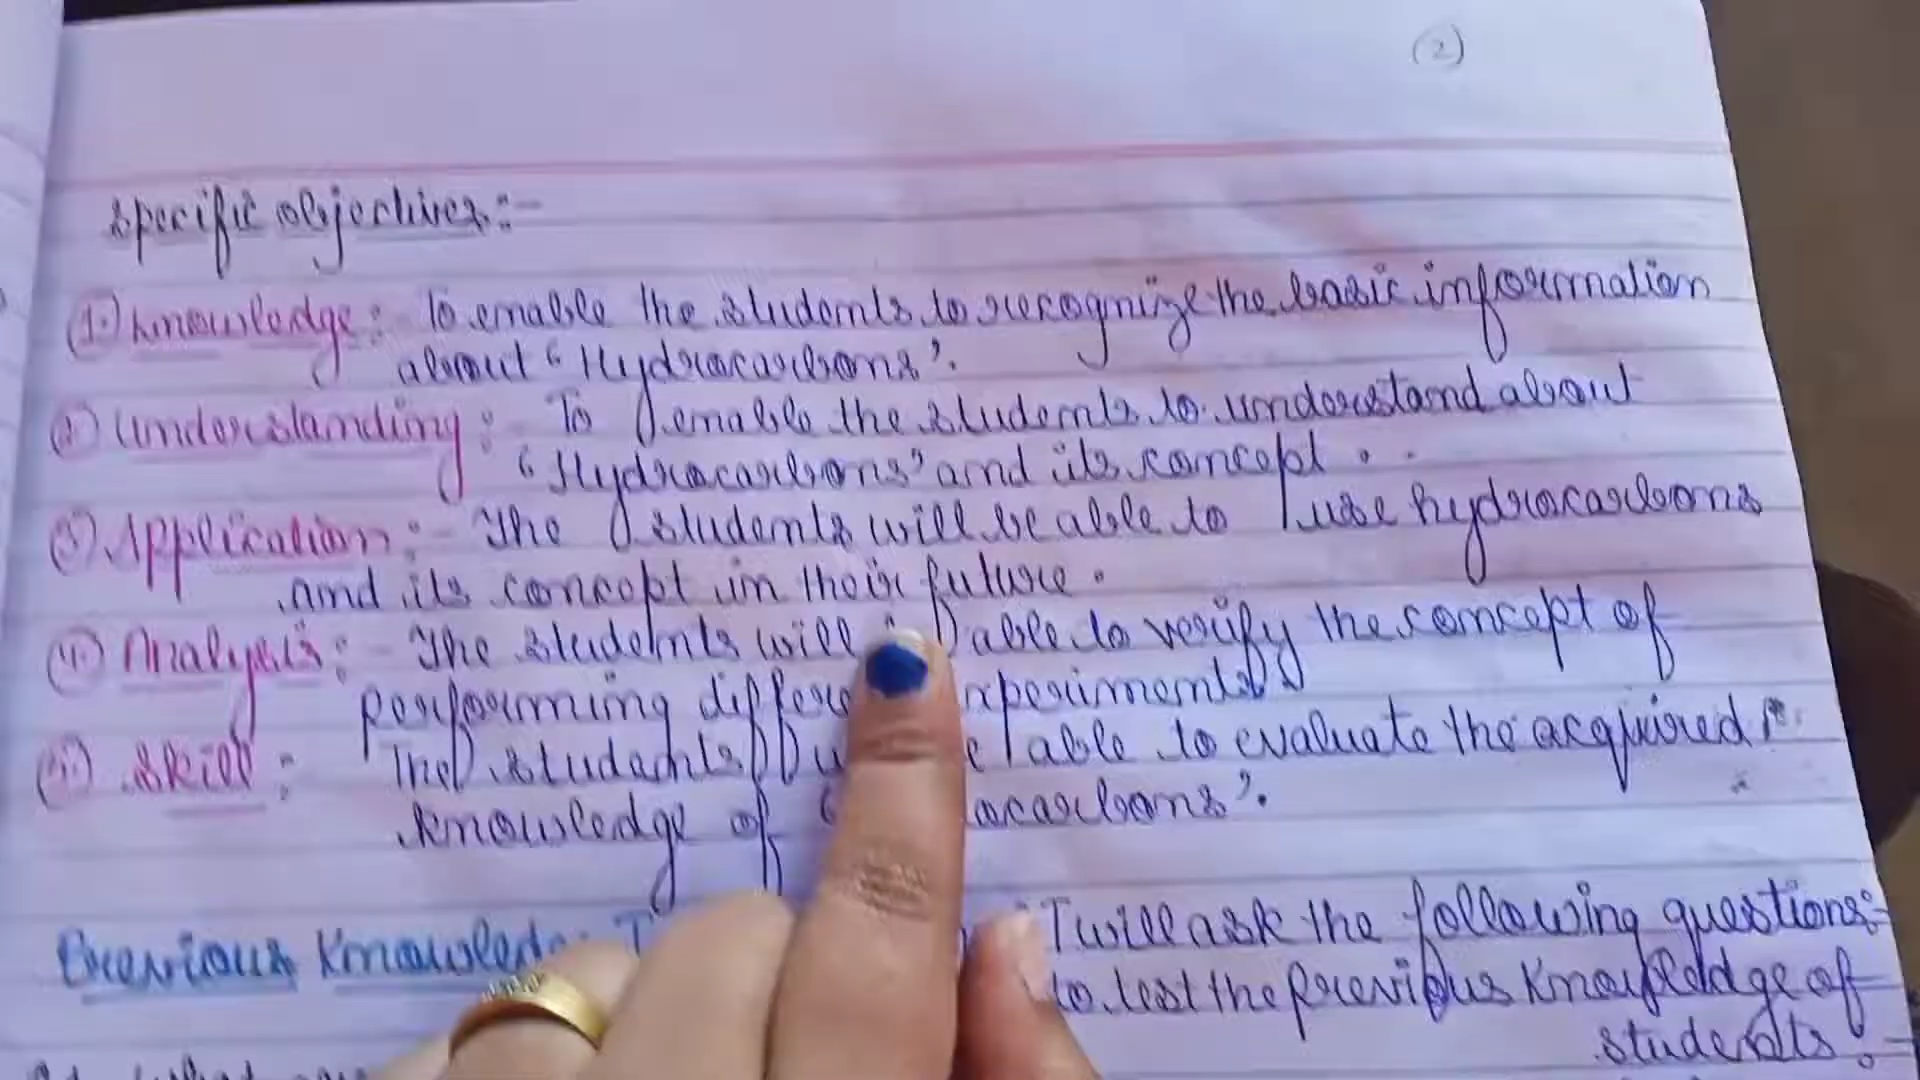 (2)
Specific objectives:-
(1.) Knowledge:- To enable the students to recognize the basic information
about 'Hydrocarbons'.
(2.) Understanding:- To enable the students to understand about
'Hydrocarbons' and its concept.
(3.) Application:- The students will be able to use hydrocarbons
and its concept in their future.
(4.) Analysis:- The students will able to verify the concept of
performing experiments
(5.) Skill: The students able to evaluate the acquired
knowledge of
Previous Knowledge I will ask the following questions:-
to test the previous Knowledge of
students.-